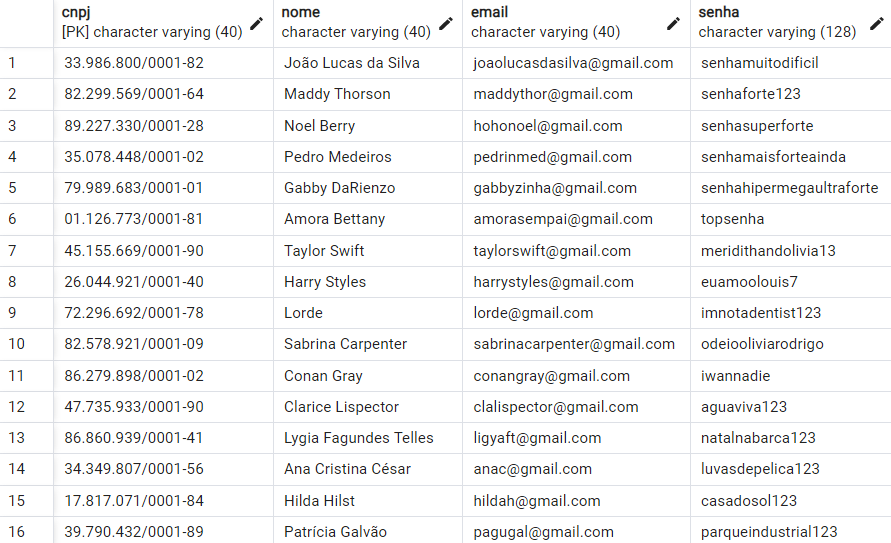 cnpj nome email senha
[PK] character varying (40) character varying (40) character varying (40) character varying (128)
1 33.986.800/0001-82 João Lucas da Silva joaolucasdasilva@gmail.com senhamuitodificil
2 82.299.569/0001-64 Maddy Thorson maddythor@gmail.com senhaforte123
3 89.227.330/0001-28 Noel Berry hohonoel@gmail.com senhasuperforte
4 35.078.448/0001-02 Pedro Medeiros pedrinmed@gmail.com senhamaisforteainda
5 79.989.683/0001-01 Gabby DaRienzo gabbyzinha@gmail.com senhahipermegaultraforte
6 01.126.773/0001-81 Amora Bettany amorasempai@gmail.com topsenha
7 45.155.669/0001-90 Taylor Swift taylorswift@gmail.com meridithandolivia13
8 26.044.921/0001-40 Harry Styles harrystyles@gmail.com euamoolouis7
9 72.296.692/0001-78 Lorde lorde@gmail.com imnotadentist123
10 82.578.921/0001-09 Sabrina Carpenter sabrinacarpenter@gmail.com odeiooliviarodrigo
11 86.279.898/0001-02 Conan Gray conangray@gmail.com iwannadie
12 47.735.933/0001-90 Clarice Lispector clalispector@gmail.com aguaviva123
13 86.860.939/0001-41 Lygia Fagundes Telles ligyaft@gmail.com natalnabarca123
14 34.349.807/0001-56 Ana Cristina César anac@gmail.com luvasdepelica123
15 17.817.071/0001-84 Hilda Hilst hildah@gmail.com casadosol123
16 39.790.432/0001-89 Patrícia Galvão pagugal@gmail.com parqueindustrial123